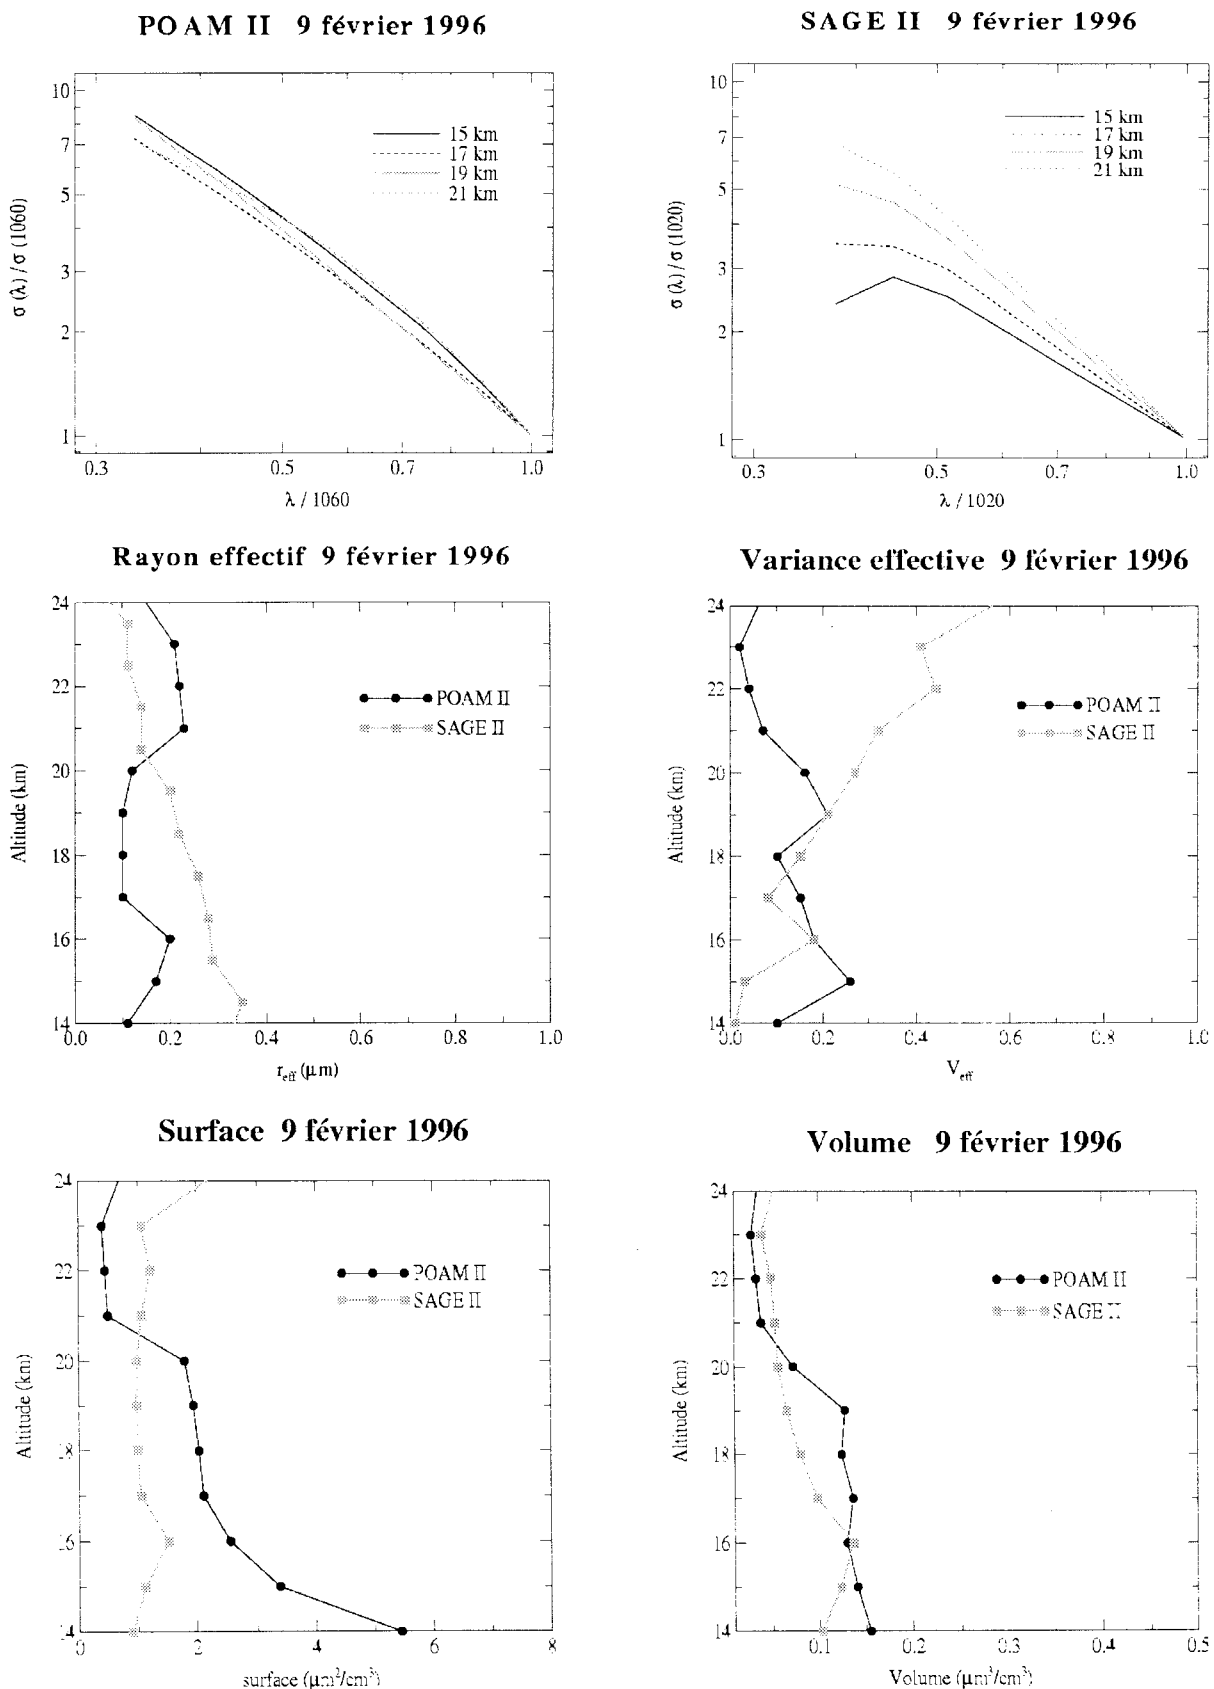 POAM II 9 février 1996
10
7
5
3
2
1
σ (λ) / σ (1060)
15 km
17 km
19 km
21 km
0.3
0.5
0.7
1.0
λ / 1060
SAGE II 9 février 1996
10
7
5
3
2
1
σ (λ) / σ (1020)
15 km
17 km
19 km
21 km
0.3
0.5
0.7
1.0
λ / 1020
Rayon effectif 9 février 1996
24
22
20
18
16
14
Altitude (km)
POAM II
SAGE II
0.0
0.2
0.4
0.6
0.8
1.0
r_eff (μm)
Variance effective 9 février 1996
24
22
20
18
16
14
Altitude (km)
POAM II
SAGE II
0.0
0.2
0.4
0.6
0.8
1.0
V_eff
Surface 9 février 1996
24
22
20
18
16
14
Altitude (km)
POAM II
SAGE II
0
2
4
6
8
surface (μm²/cm³)
Volume 9 février 1996
24
22
20
18
16
14
Altitude (km)
POAM II
SAGE II
0.1
0.2
0.3
0.4
0.5
Volume (μm³/cm³)